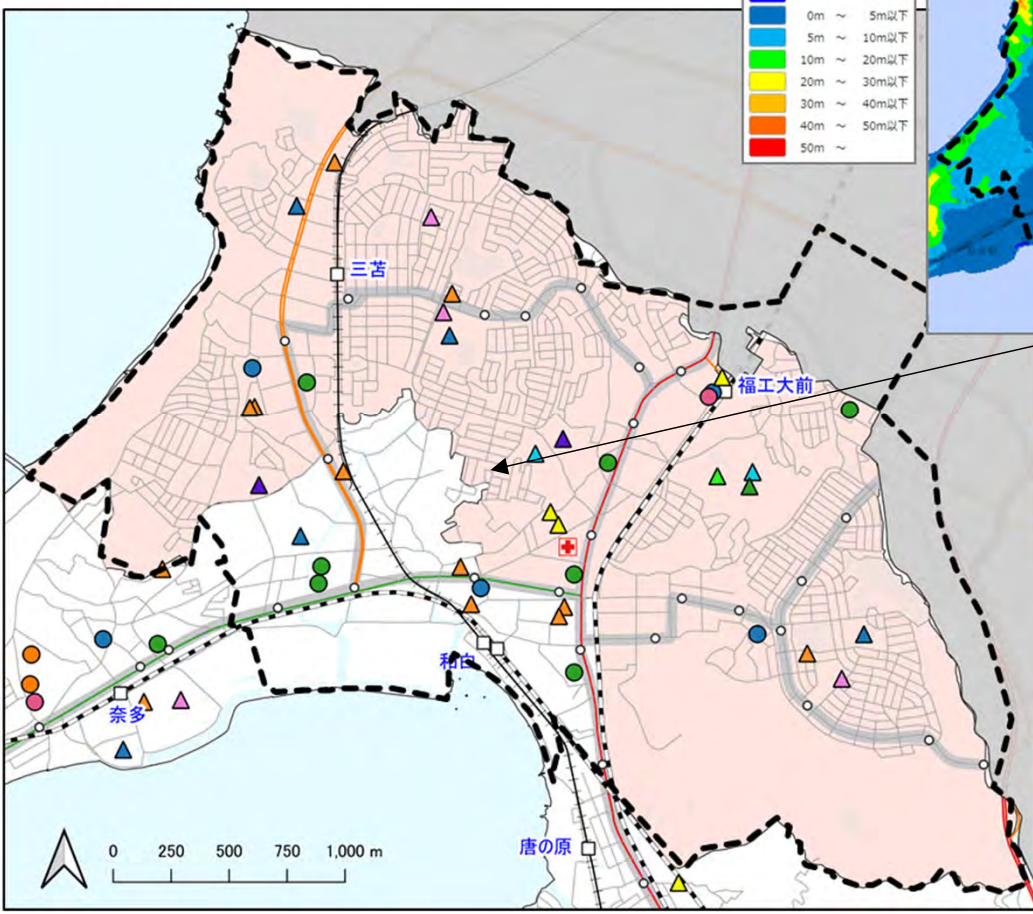 0m ～ 5m以下
5m ～ 10m以下
10m ～ 20m以下
20m ～ 30m以下
30m ～ 40m以下
40m ～ 50m以下
50m ～
三苫
福工大前
和白
奈多
唐の原
0 250 500 750 1,000 m